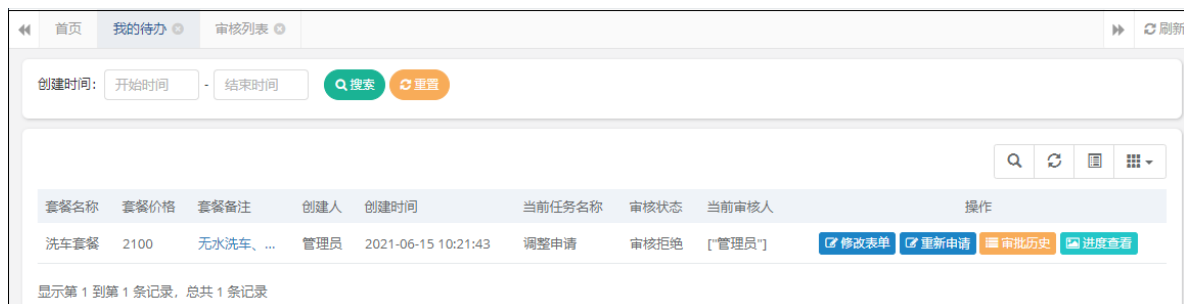 首页 我的待办 审核列表 刷新
创建时间： 开始时间 - 结束时间 搜索 重置
套餐名称 套餐价格 套餐备注 创建人 创建时间 当前任务名称 审核状态 当前审核人 操作
洗车套餐 2100 无水洗车、... 管理员 2021-06-15 10:21:43 调整申请 审核拒绝 ["管理员"] 修改表单 重新申请 审批历史 进度查看
显示第 1 到第 1 条记录，总共 1 条记录